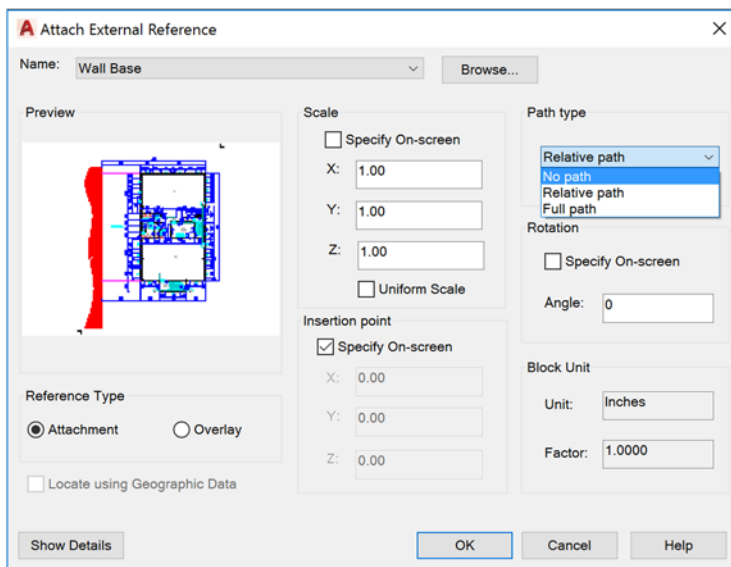 Attach External Reference
Name:
Wall Base
Browse...
Preview
Scale
Specify On-screen
X:
1.00
Y:
1.00
Z:
1.00
Uniform Scale
Path type
Relative path
No path
Relative path
Full path
Rotation
Specify On-screen
Angle:
0
Insertion point
Specify On-screen
X:
0.00
Y:
0.00
Z:
0.00
Reference Type
Attachment
Overlay
Block Unit
Unit:
Inches
Factor:
1.0000
Locate using Geographic Data
Show Details
OK
Cancel
Help